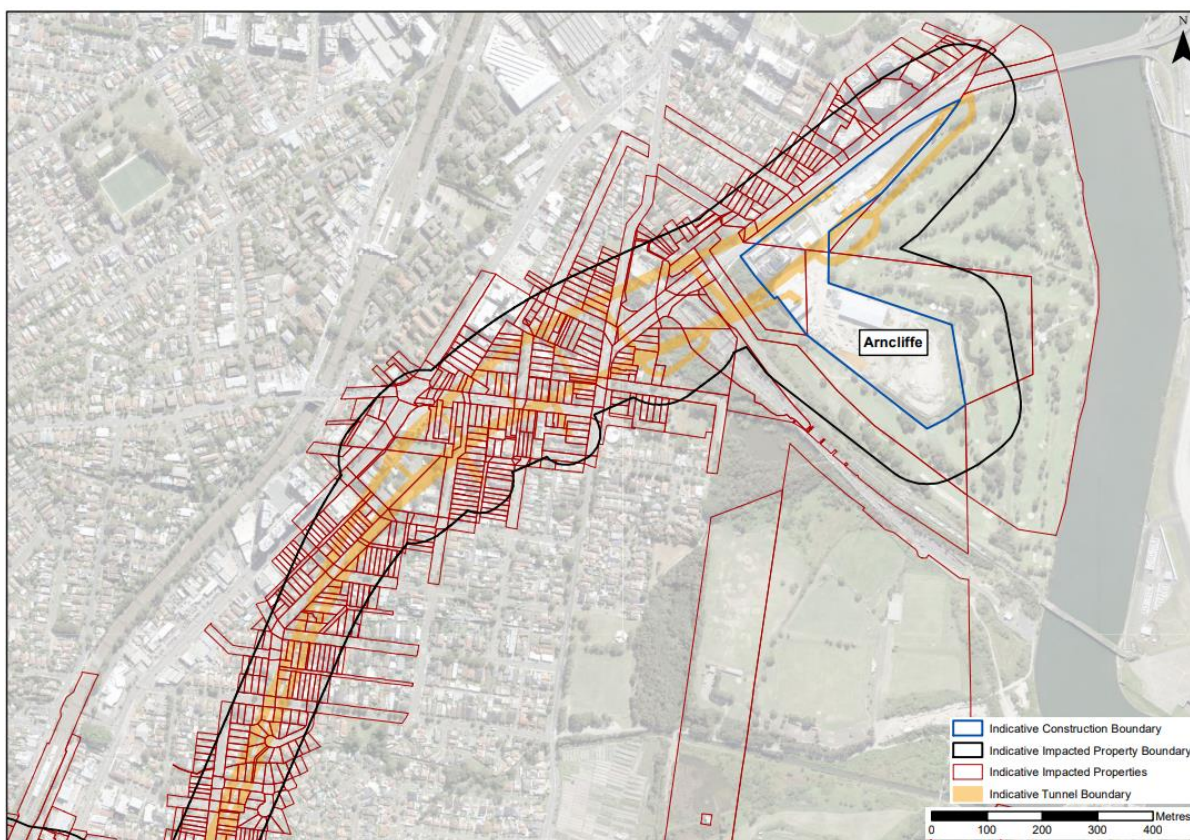 N
Arncliffe
Indicative Construction Boundary
Indicative Impacted Property Boundary
Indicative Impacted Properties
Indicative Tunnel Boundary
Metres
0 100 200 300 400